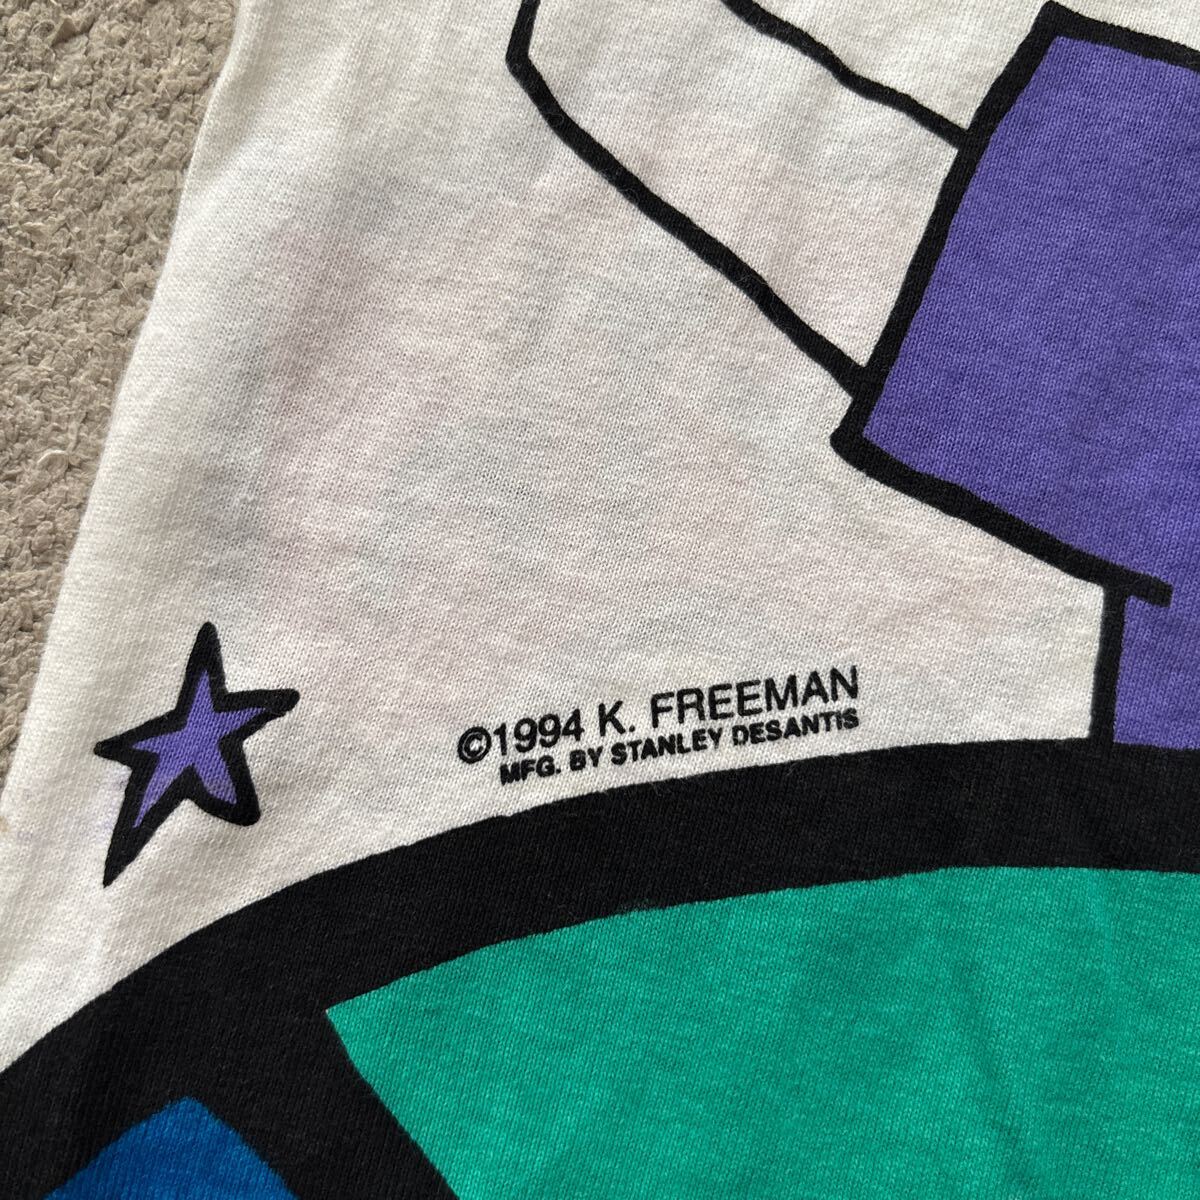 ©1994 K. FREEMAN
MFG. BY STANLEY DESANTIS